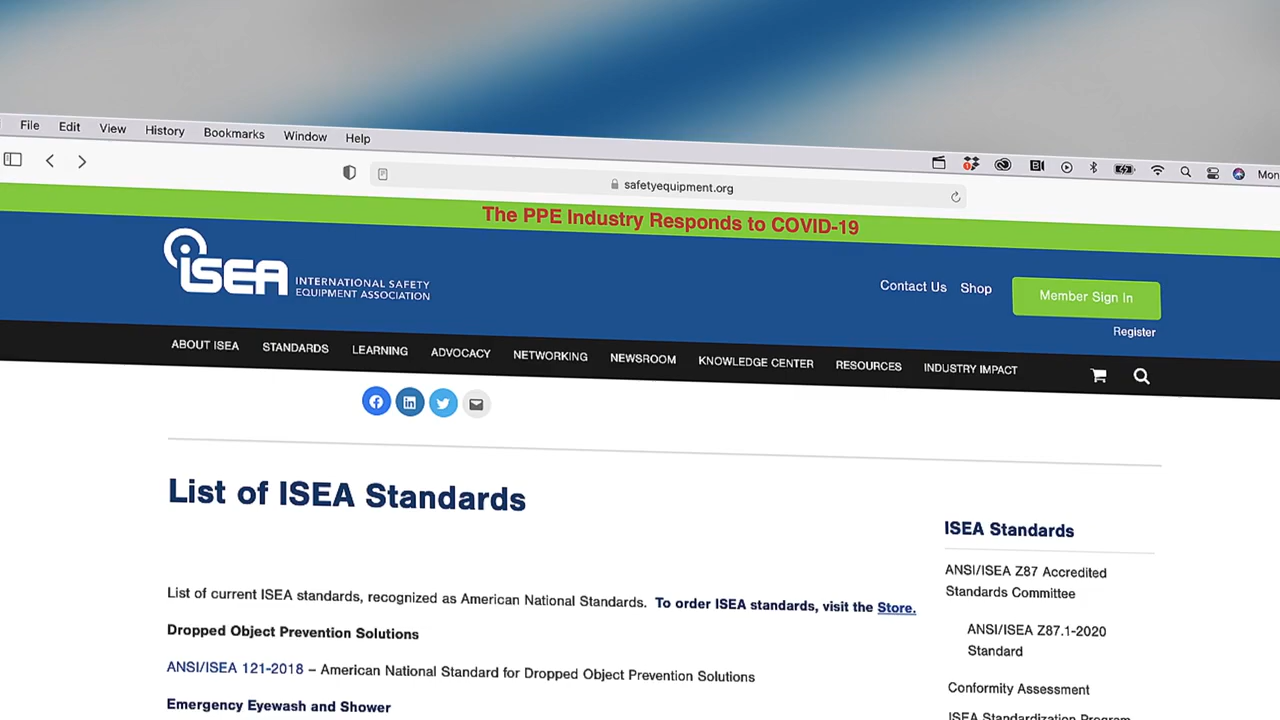 File Edit View History Bookmarks Window Help
Mon
safetyequipment.org
The PPE Industry Responds to COVID-19
iSEA INTERNATIONAL SAFETY
EQUIPMENT ASSOCIATION
Contact Us Shop Member Sign In
Register
ABOUT ISEA STANDARDS LEARNING ADVOCACY NETWORKING NEWSROOM KNOWLEDGE CENTER RESOURCES INDUSTRY IMPACT
List of ISEA Standards
List of current ISEA standards, recognized as American National Standards. To order ISEA standards, visit the Store.
Dropped Object Prevention Solutions
ANSI/ISEA 121-2018 – American National Standard for Dropped Object Prevention Solutions
Emergency Eyewash and Shower
ISEA Standards
ANSI/ISEA Z87 Accredited
Standards Committee
ANSI/ISEA Z87.1-2020
Standard
Conformity Assessment
ISEA Standardization Program